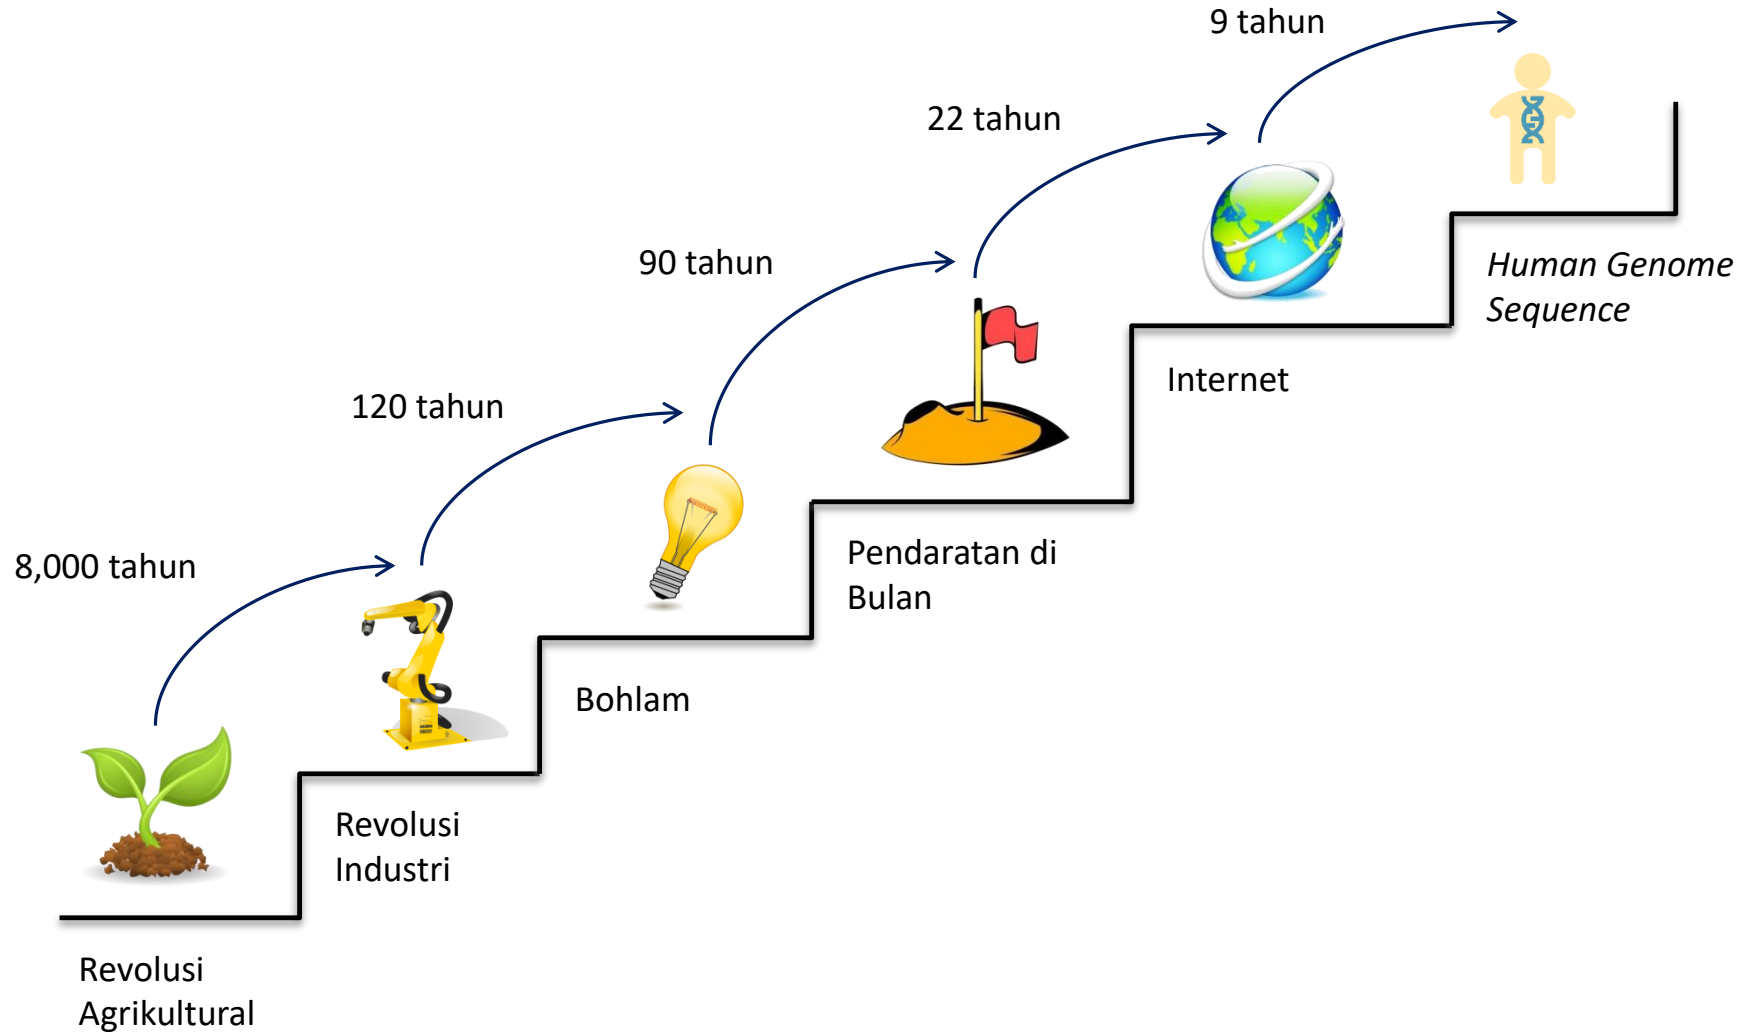 8,000 tahun
120 tahun
90 tahun
22 tahun
9 tahun
Revolusi
Agrikultural
Revolusi
Industri
Bohlam
Pendaratan di
Bulan
Internet
Human Genome
Sequence